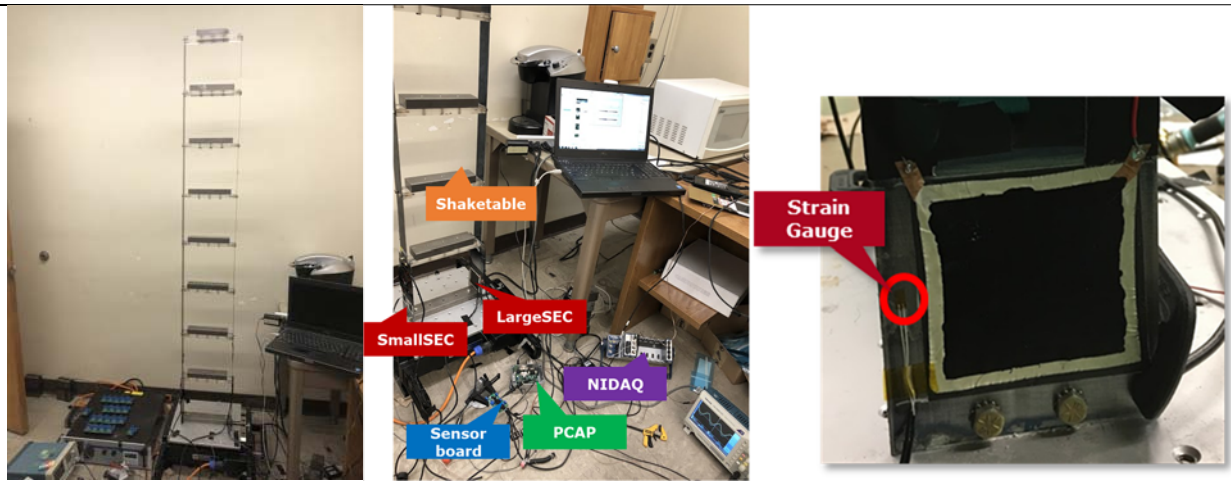 Shaketable
LargeSEC
SmallSEC
NIDAQ
Sensor
board
PCAP
Strain
Gauge